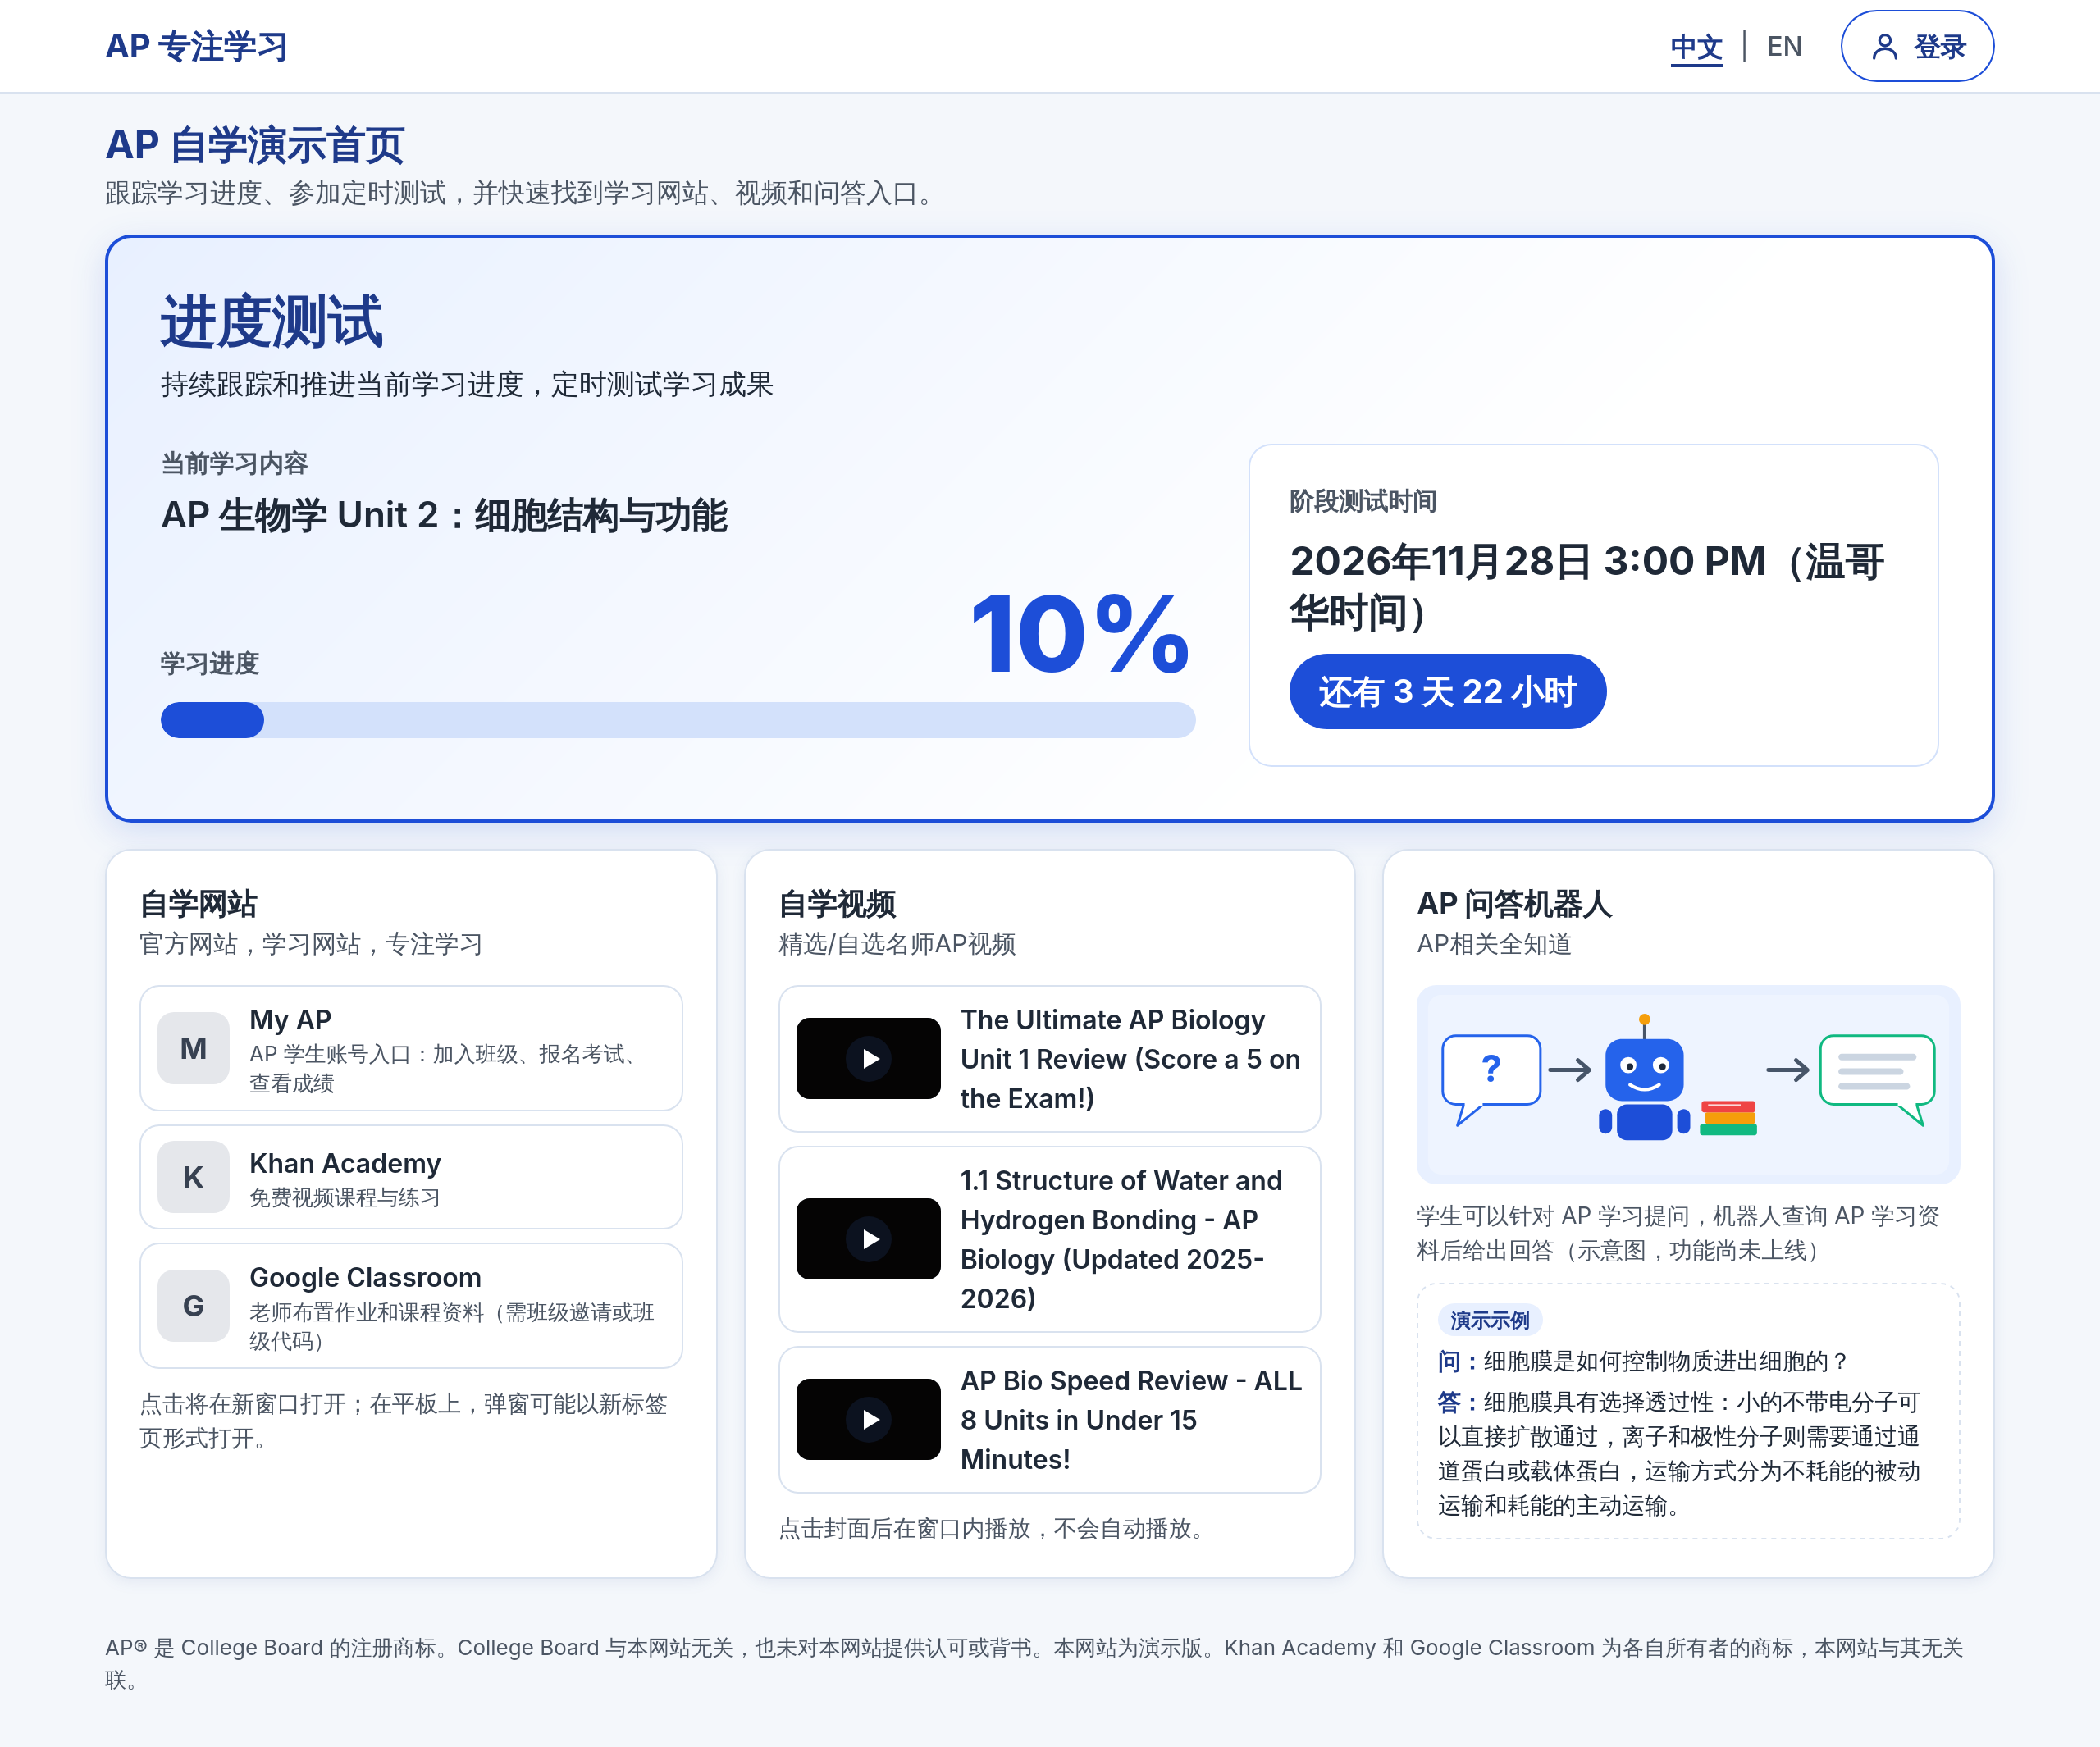 AP 专注学习
中文 | EN
登录
AP 自学演示首页
跟踪学习进度、参加定时测试，并快速找到学习网站、视频和问答入口。
进度测试
持续跟踪和推进当前学习进度，定时测试学习成果
当前学习内容
AP 生物学 Unit 2：细胞结构与功能
学习进度
10%
阶段测试时间
2026年11月28日 3:00 PM（温哥
华时间）
还有 3 天 22 小时
自学网站
官方网站，学习网站，专注学习
M
My AP
AP 学生账号入口：加入班级、报名考试、
查看成绩
K
Khan Academy
免费视频课程与练习
G
Google Classroom
老师布置作业和课程资料（需班级邀请或班
级代码）
点击将在新窗口打开；在平板上，弹窗可能以新标签
页形式打开。
自学视频
精选/自选名师AP视频
The Ultimate AP Biology
Unit 1 Review (Score a 5 on
the Exam!)
1.1 Structure of Water and
Hydrogen Bonding - AP
Biology (Updated 2025-
2026)
AP Bio Speed Review - ALL
8 Units in Under 15
Minutes!
点击封面后在窗口内播放，不会自动播放。
AP 问答机器人
AP相关全知道
?
学生可以针对 AP 学习提问，机器人查询 AP 学习资
料后给出回答（示意图，功能尚未上线）
演示示例
问：细胞膜是如何控制物质进出细胞的？
答：细胞膜具有选择透过性：小的不带电分子可
以直接扩散通过，离子和极性分子则需要通过通
道蛋白或载体蛋白，运输方式分为不耗能的被动
运输和耗能的主动运输。
AP® 是 College Board 的注册商标。College Board 与本网站无关，也未对本网站提供认可或背书。本网站为演示版。Khan Academy 和 Google Classroom 为各自所有者的商标，本网站与其无关
联。